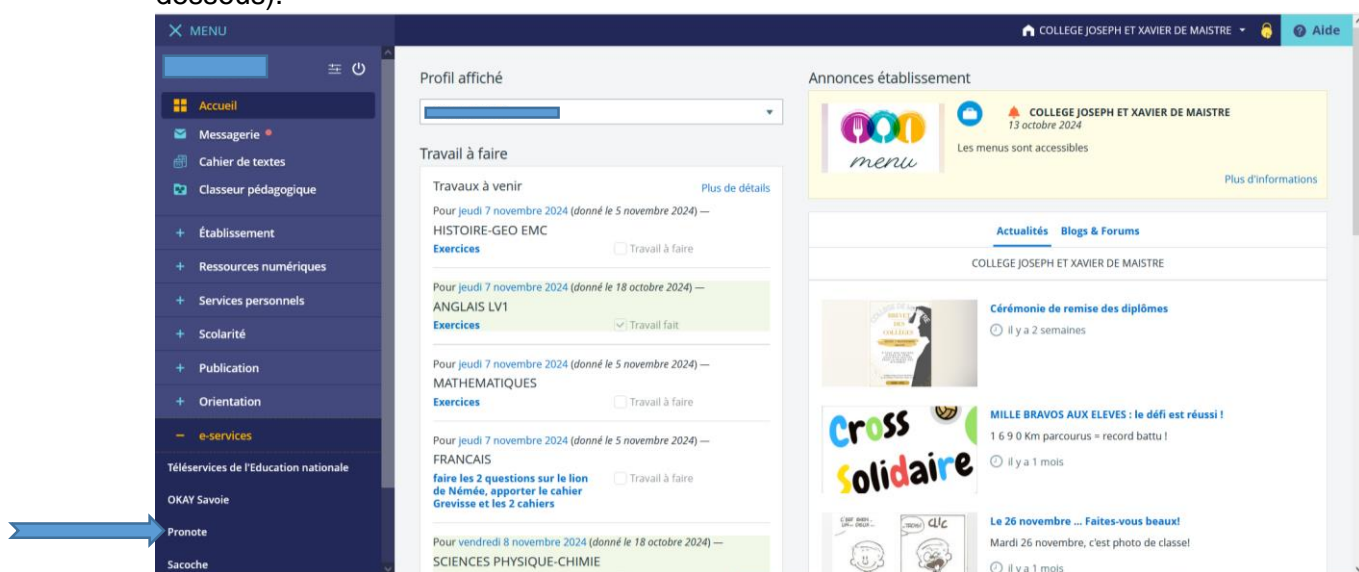 dessous).
MENU
COLLEGE JOSEPH ET XAVIER DE MAISTRE
Aide
Accueil
Messagerie
Cahier de textes
Classeur pédagogique
+ Établissement
+ Ressources numériques
+ Services personnels
+ Scolarité
+ Publication
+ Orientation
− e-services
Téléservices de l'Education nationale
OKAY Savoie
Pronote
Sacoche
Profil affiché
Travail à faire
Travaux à venir
Plus de détails
Pour jeudi 7 novembre 2024 (donné le 5 novembre 2024) —
HISTOIRE-GEO EMC
Exercices
Travail à faire
Pour jeudi 7 novembre 2024 (donné le 18 octobre 2024) —
ANGLAIS LV1
Exercices
Travail fait
Pour jeudi 7 novembre 2024 (donné le 5 novembre 2024) —
MATHEMATIQUES
Exercices
Travail à faire
Pour jeudi 7 novembre 2024 (donné le 5 novembre 2024) —
FRANCAIS
faire les 2 questions sur le lion
de Némée, apporter le cahier
Grevisse et les 2 cahiers
Travail à faire
Pour vendredi 8 novembre 2024 (donné le 18 octobre 2024) —
SCIENCES PHYSIQUE-CHIMIE
Annonces établissement
menu
COLLEGE JOSEPH ET XAVIER DE MAISTRE
13 octobre 2024
Les menus sont accessibles
Plus d'informations
Actualités
Blogs & Forums
COLLEGE JOSEPH ET XAVIER DE MAISTRE
BREVET
DES
COLLEGES
Cérémonie de remise des diplômes
il y a 2 semaines
Cross
Solidaire
MILLE BRAVOS AUX ELEVES : le défi est réussi !
1 6 9 0 Km parcourus = record battu !
il y a 1 mois
CLIC
Le 26 novembre ... Faites-vous beaux!
Mardi 26 novembre, c'est photo de classe!
il y a 1 mois